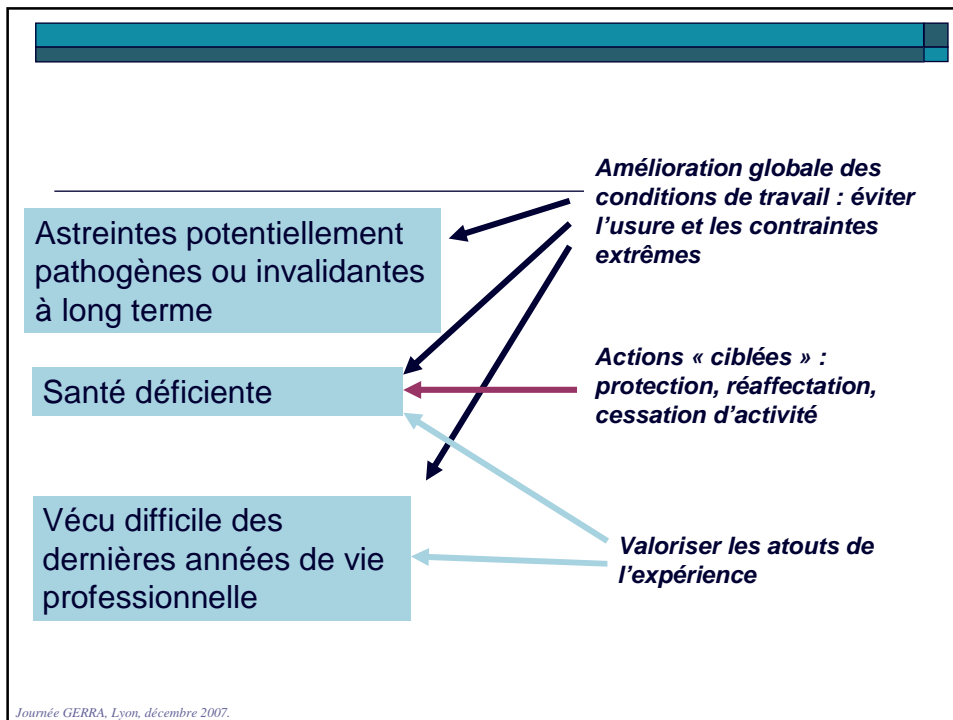 Amélioration globale des
conditions de travail : éviter
l’usure et les contraintes
extrêmes
Astreintes potentiellement
pathogènes ou invalidantes
à long terme
Actions « ciblées » :
protection, réaffectation,
cessation d’activité
Santé déficiente
Vécu difficile des
dernières années de vie
professionnelle
Valoriser les atouts de
l’expérience
Journée GERRA, Lyon, décembre 2007.